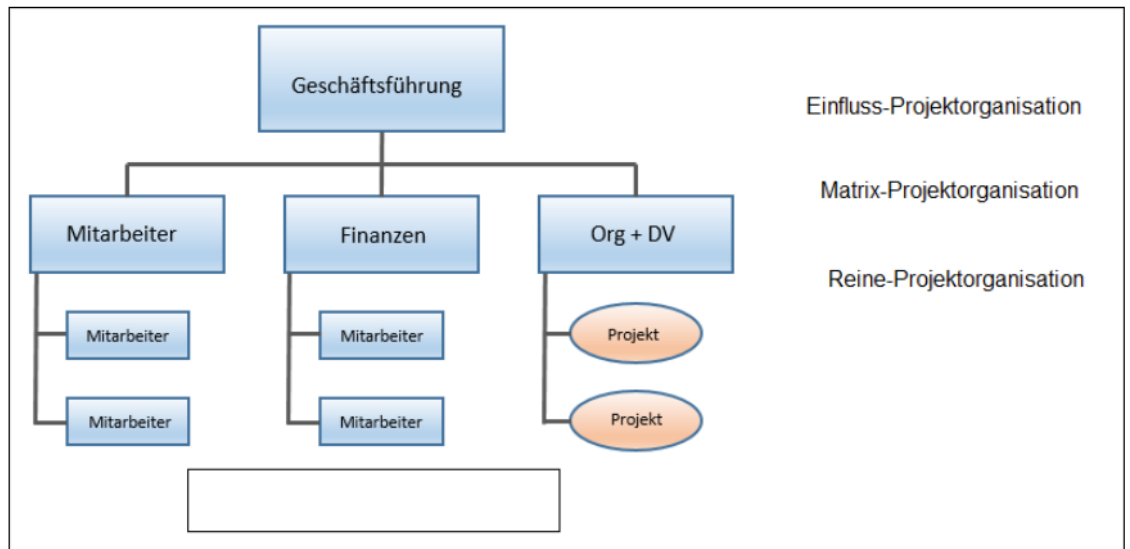 Geschäftsführung
Einfluss-Projektorganisation
Matrix-Projektorganisation
Mitarbeiter
Finanzen
Org + DV
Reine-Projektorganisation
Mitarbeiter
Mitarbeiter
Projekt
Mitarbeiter
Mitarbeiter
Projekt